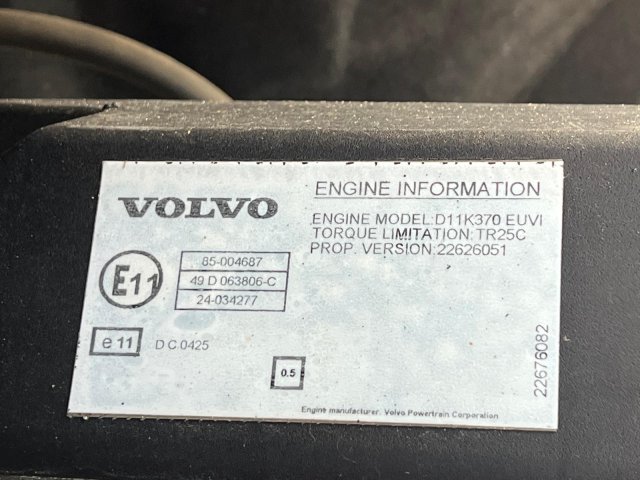 VOLVO
ENGINE INFORMATION
ENGINE MODEL:D11K370 EUVI
TORQUE LIMITATION:TR25C
PROP. VERSION:22626051
E11
85-004687
49 D 063806-C
24-034277
e 11
D C 0425
0.5
22676082
Engine manufacturer: Volvo Powertrain Corporation